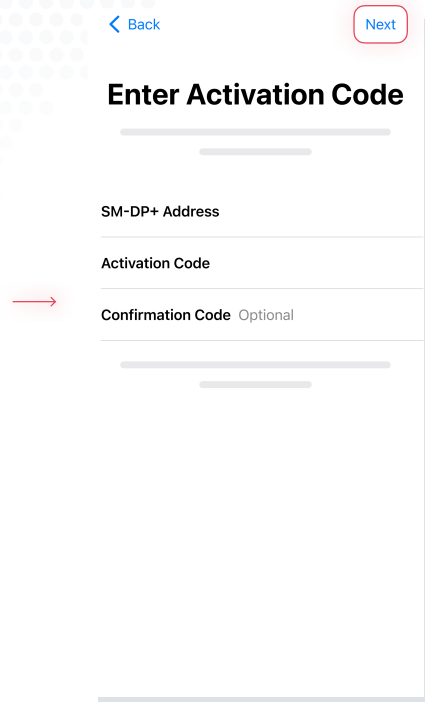 Back
Next
Enter Activation Code
SM-DP+ Address
Activation Code
Confirmation Code Optional